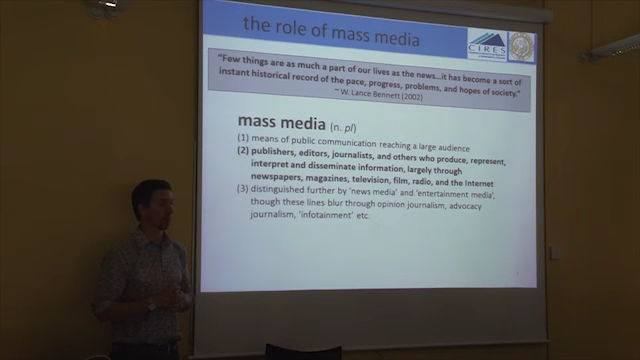 the role of mass media
CIRES
“Few things are as much a part of our lives as the news…it has become a sort of
instant historical record of the pace, progress, problems, and hopes of society.”
~ W. Lance Bennett (2002)
mass media (n. pl)
(1) means of public communication reaching a large audience
(2) publishers, editors, journalists, and others who produce, represent,
interpret and disseminate information, largely through
newspapers, magazines, television, film, radio, and the Internet
(3) distinguished further by ‘news media’ and ‘entertainment media’,
though these lines blur through opinion journalism, advocacy
journalism, ‘infotainment’ etc.